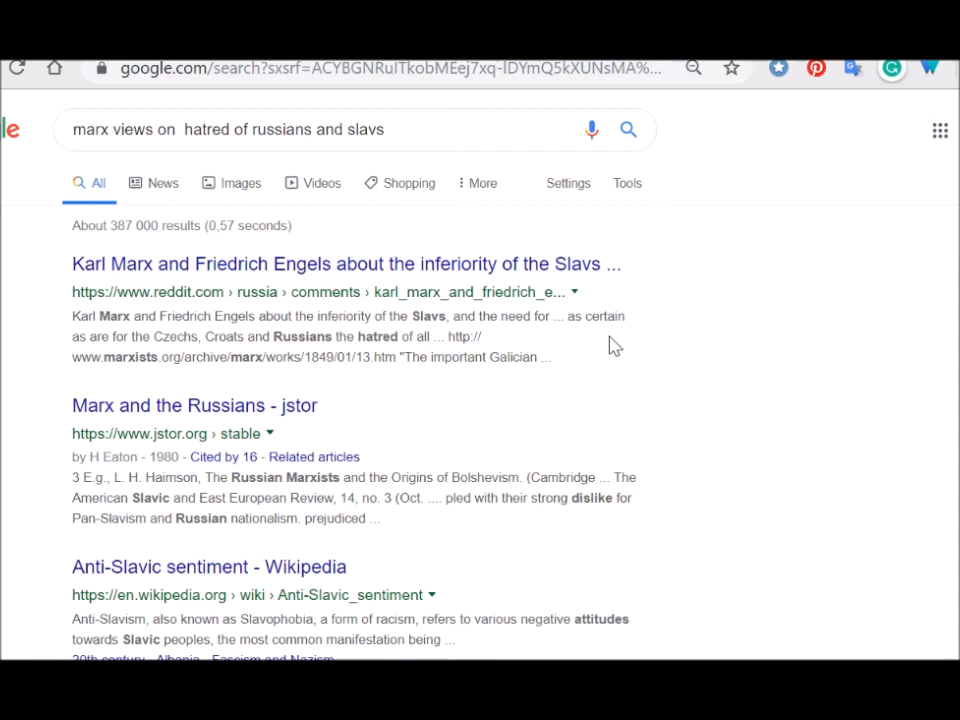 google.com/search?sxsrf=ACYBGNRuITkobMEej7xq-lDYmQ5kXUNsMA%...
le
marx views on  hatred of russians and slavs
All News Images Videos Shopping More Settings Tools
About 387 000 results (0,57 seconds)
Karl Marx and Friedrich Engels about the inferiority of the Slavs ...
https://www.reddit.com › russia › comments › karl_marx_and_friedrich_e...
Karl Marx and Friedrich Engels about the inferiority of the Slavs, and the need for ... as certain
as are for the Czechs, Croats and Russians the hatred of all ... http://
www.marxists.org/archive/marx/works/1849/01/13.htm "The important Galician ...
Marx and the Russians - jstor
https://www.jstor.org › stable
by H Eaton - 1980 - Cited by 16 - Related articles
3 E.g., L. H. Haimson, The Russian Marxists and the Origins of Bolshevism. (Cambridge ... The
American Slavic and East European Review, 14, no. 3 (Oct. .... pled with their strong dislike for
Pan-Slavism and Russian nationalism. prejudiced ...
Anti-Slavic sentiment - Wikipedia
https://en.wikipedia.org › wiki › Anti-Slavic_sentiment
Anti-Slavism, also known as Slavophobia, a form of racism, refers to various negative attitudes
towards Slavic peoples, the most common manifestation being ...
20th century - Albania - Fascism and Nazism